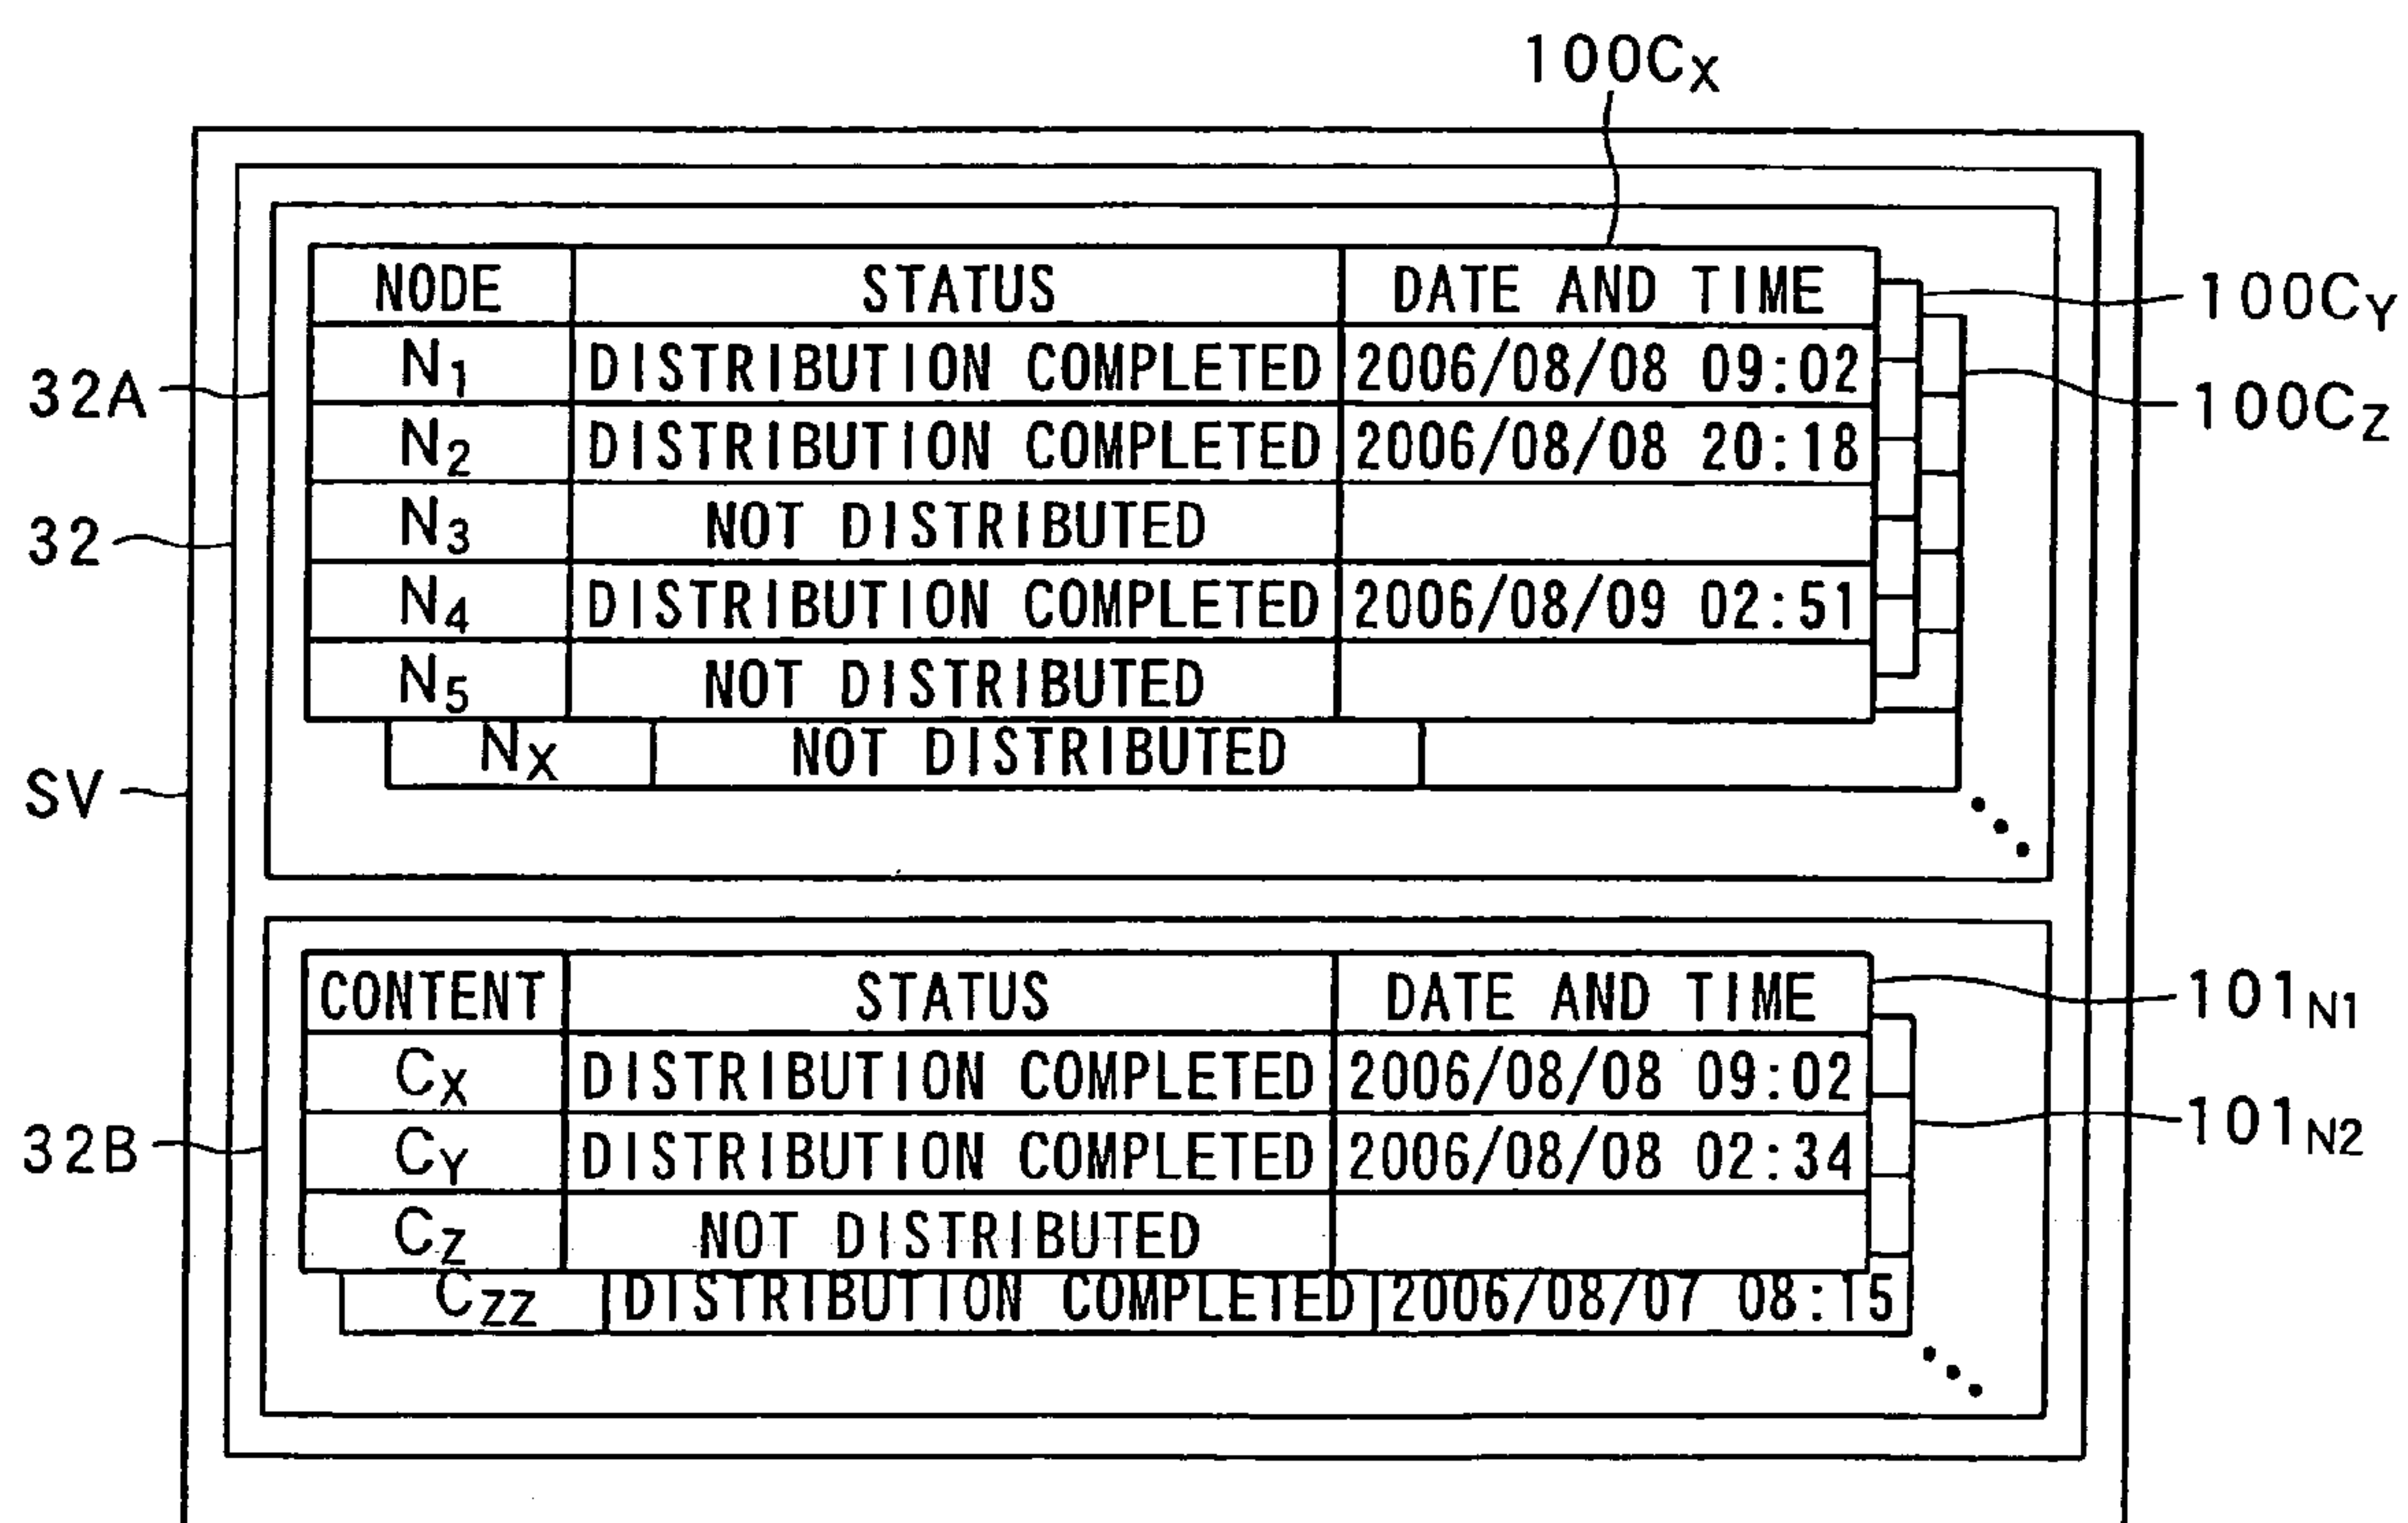 100CX
NODE STATUS DATE AND TIME
100CY
N1 DISTRIBUTION COMPLETED 2006/08/08 09:02
32A
100CZ
N2 DISTRIBUTION COMPLETED 2006/08/08 20:18
N3 NOT DISTRIBUTED
32
N4 DISTRIBUTION COMPLETED 2006/08/09 02:51
N5 NOT DISTRIBUTED
NX NOT DISTRIBUTED
SV
CONTENT STATUS DATE AND TIME
101N1
CX DISTRIBUTION COMPLETED 2006/08/08 09:02
101N2
32B
CY DISTRIBUTION COMPLETED 2006/08/08 02:34
CZ NOT DISTRIBUTED
CZZ DISTRIBUTION COMPLETED 2006/08/07 08:15